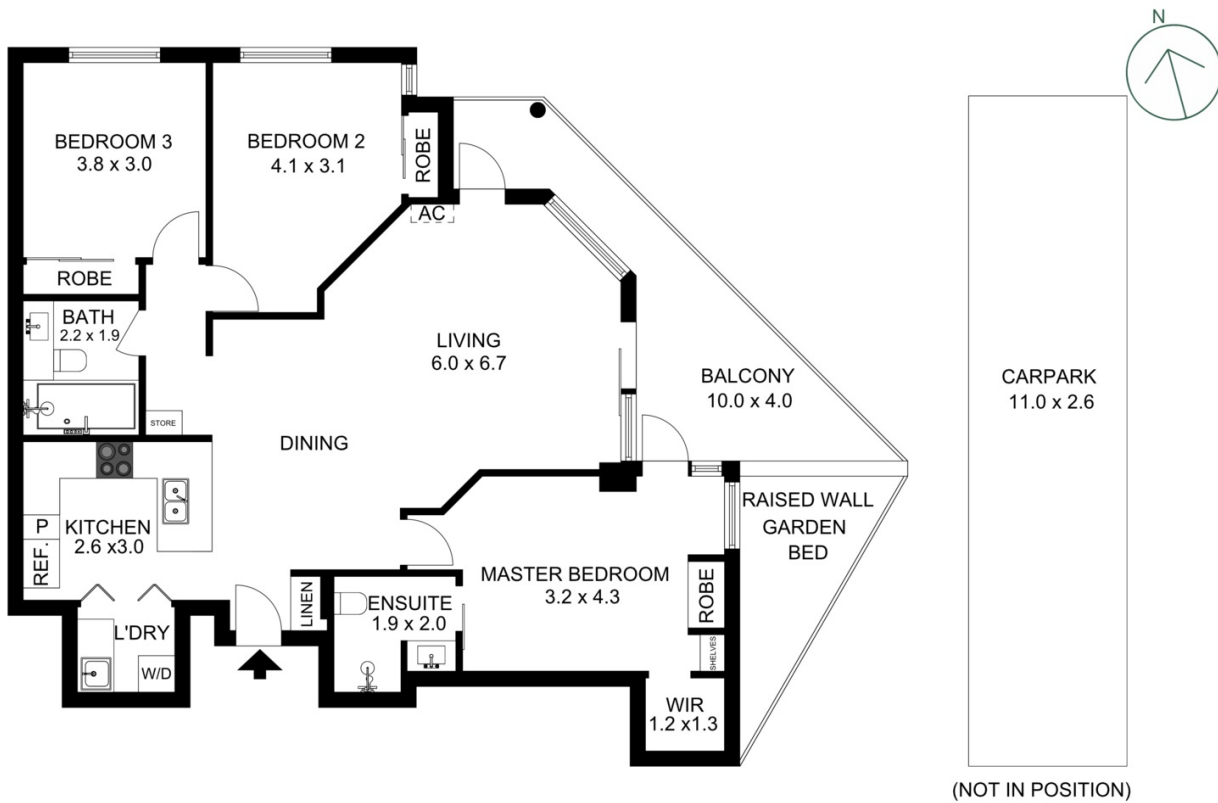 N
BEDROOM 3
3.8 x 3.0
BEDROOM 2
4.1 x 3.1
ROBE
AC
ROBE
BATH
2.2 x 1.9
STORE
LIVING
6.0 x 6.7
DINING
BALCONY
10.0 x 4.0
CARPARK
11.0 x 2.6
KITCHEN
2.6 x3.0
P
REF.
L'DRY
W/D
LINEN
ENSUITE
1.9 x 2.0
MASTER BEDROOM
3.2 x 4.3
ROBE
SHELVES
WIR
1.2 x1.3
RAISED WALL
GARDEN
BED
(NOT IN POSITION)